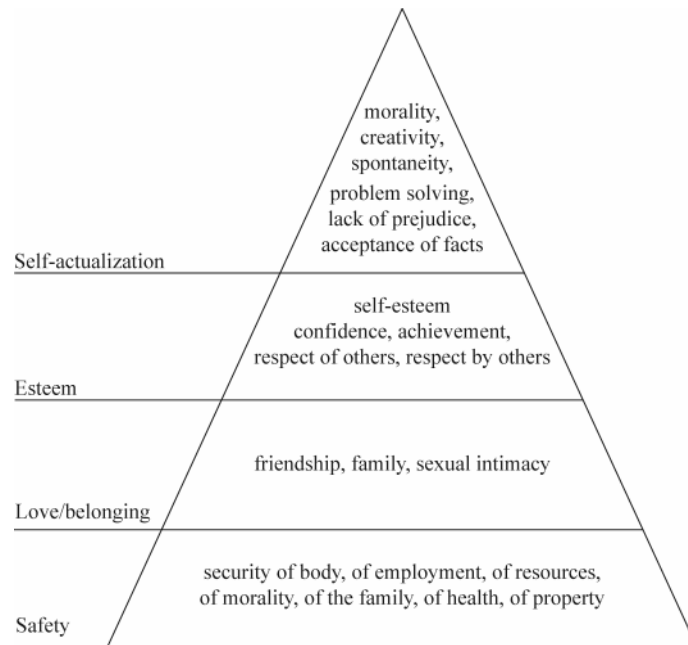 morality,
creativity,
spontaneity,
problem solving,
lack of prejudice,
acceptance of facts
Self-actualization
self-esteem
confidence, achievement,
respect of others, respect by others
Esteem
friendship, family, sexual intimacy
Love/belonging
security of body, of employment, of resources,
of morality, of the family, of health, of property
Safety